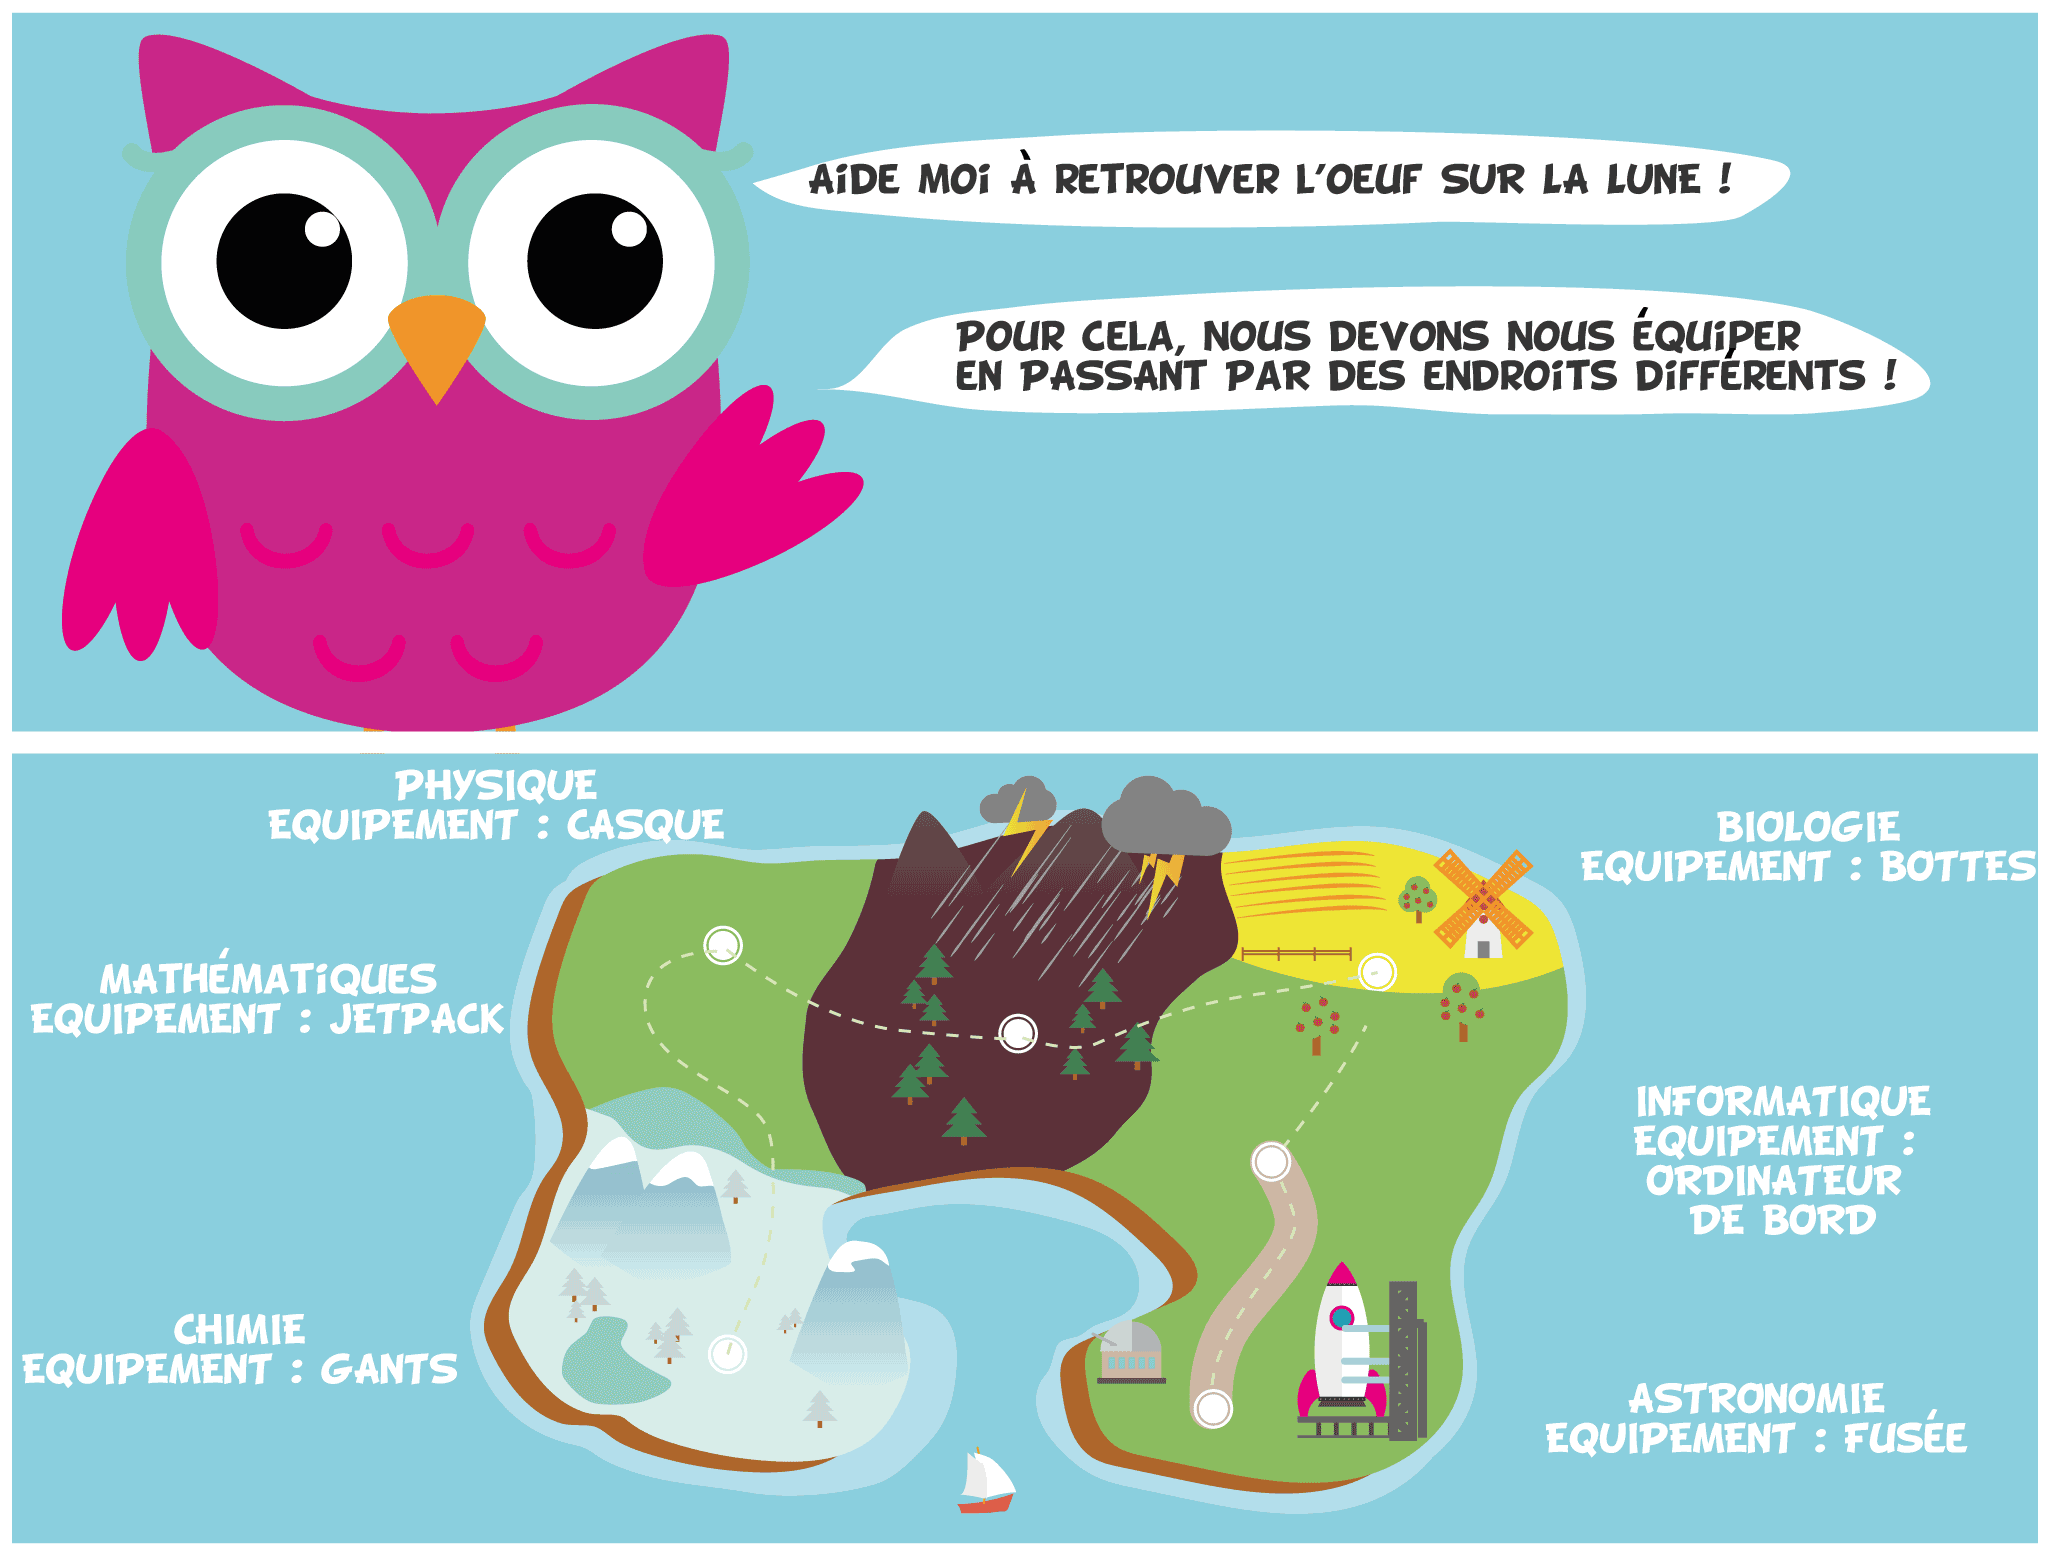 AiDE MOi À RETROUVER L'OEUF SUR LA LUNE !
POUR CELA, NOUS DEVONS NOUS ÉQUiPER
EN PASSANT PAR DES ENDROiTS DiFFÉRENTS !
PHYSIQUE
EQUIPEMENT : CASQUE
BIOLOGIE
EQUIPEMENT : BOTTES
MATHÉMATiQUES
EQUIPEMENT : JETPACK
INFORMATIQUE
EQUIPEMENT :
ORDINATEUR
DE BORD
CHIMIE
EQUIPEMENT : GANTS
ASTRONOMIE
EQUIPEMENT : FUSÉE